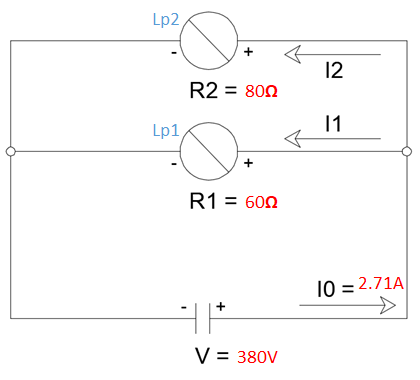 Lp2
- +
I2
R2 = 80Ω
Lp1
I1
- +
R1 = 60Ω
I0 = 2.71A
- +
V = 380V